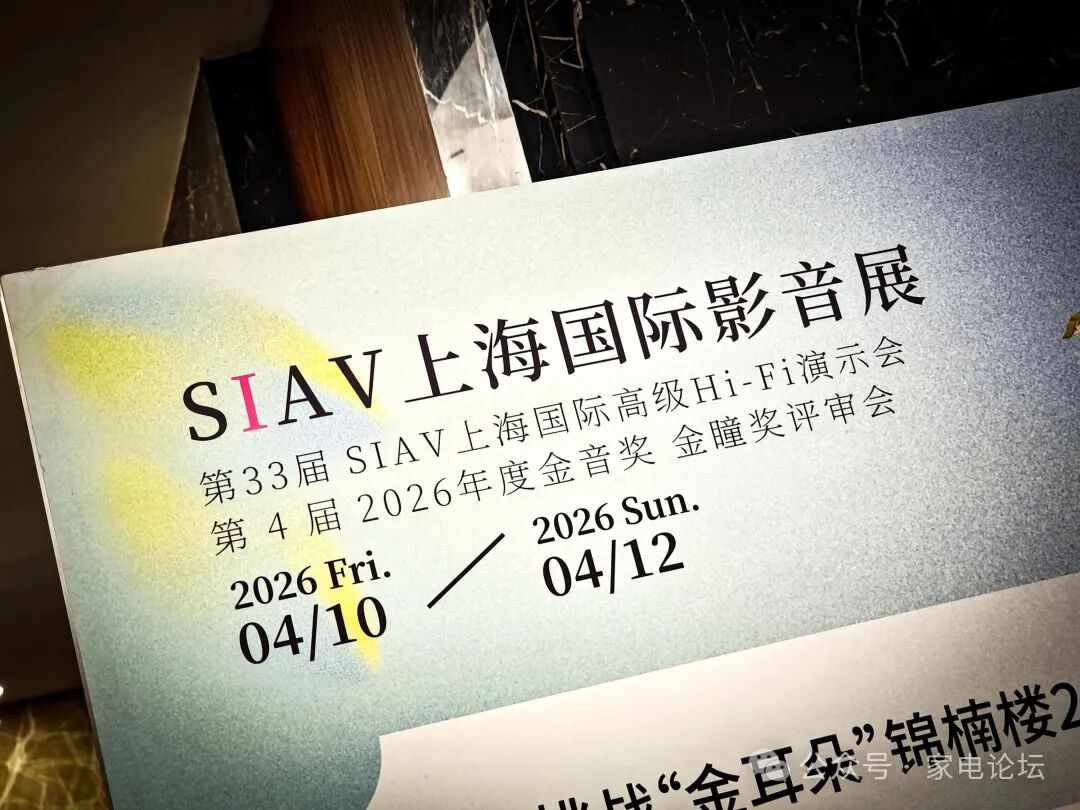 SIAV上海国际影音展
第33届 SIAV上海国际高级Hi-Fi演示会
第 4 届 2026年度金音奖 金瞳奖评审会
2026 Fri.
04/10
2026 Sun.
04/12
挑战“金耳朵”锦楠楼2
公众号·家电论坛